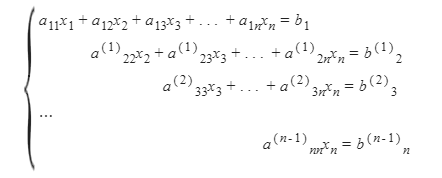 a₁₁x₁ + a₁₂x₂ + a₁₃x₃ + ... + a₁ₙxₙ = b₁
a⁽¹⁾₂₂x₂ + a⁽¹⁾₂₃x₃ + ... + a⁽¹⁾₂ₙxₙ = b⁽¹⁾₂
a⁽²⁾₃₃x₃ + ... + a⁽²⁾₃ₙxₙ = b⁽²⁾₃
...
a⁽ⁿ⁻¹⁾ₙₙxₙ = b⁽ⁿ⁻¹⁾ₙ